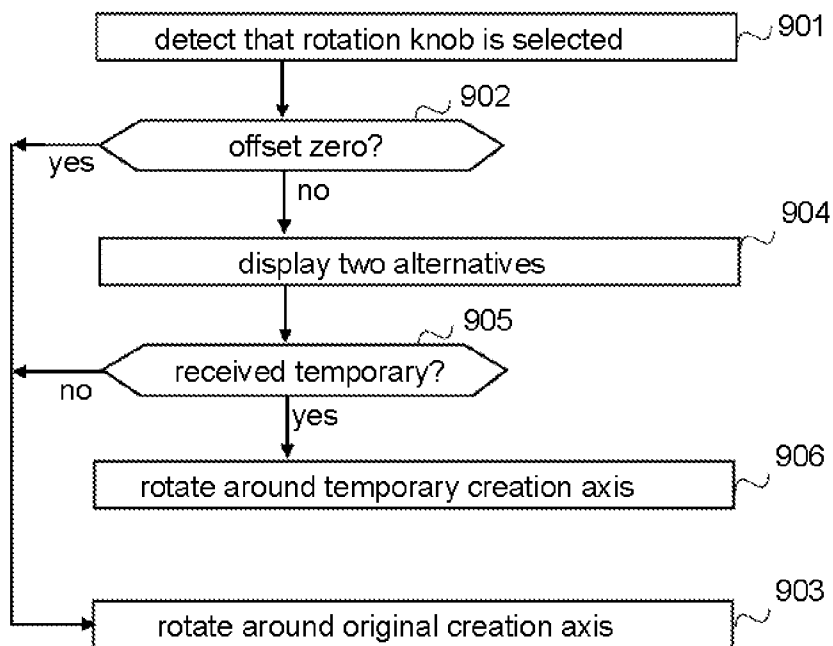 detect that rotation knob is selected
901
902
offset zero?
yes
no
904
display two alternatives
905
received temporary?
no
yes
906
rotate around temporary creation axis
903
rotate around original creation axis